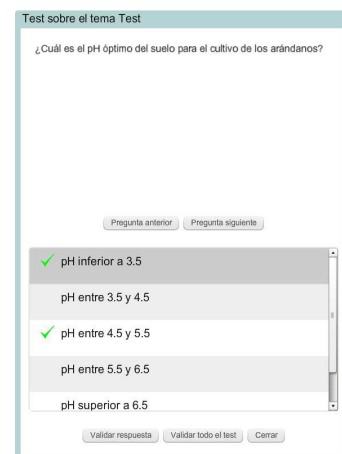 Test sobre el tema Test
¿Cuál es el pH óptimo del suelo para el cultivo de los arándanos?
Pregunta anterior Pregunta siguiente
pH inferior a 3.5
pH entre 3.5 y 4.5
pH entre 4.5 y 5.5
pH entre 5.5 y 6.5
pH superior a 6.5
Validar respuesta Validar todo el test Cerrar